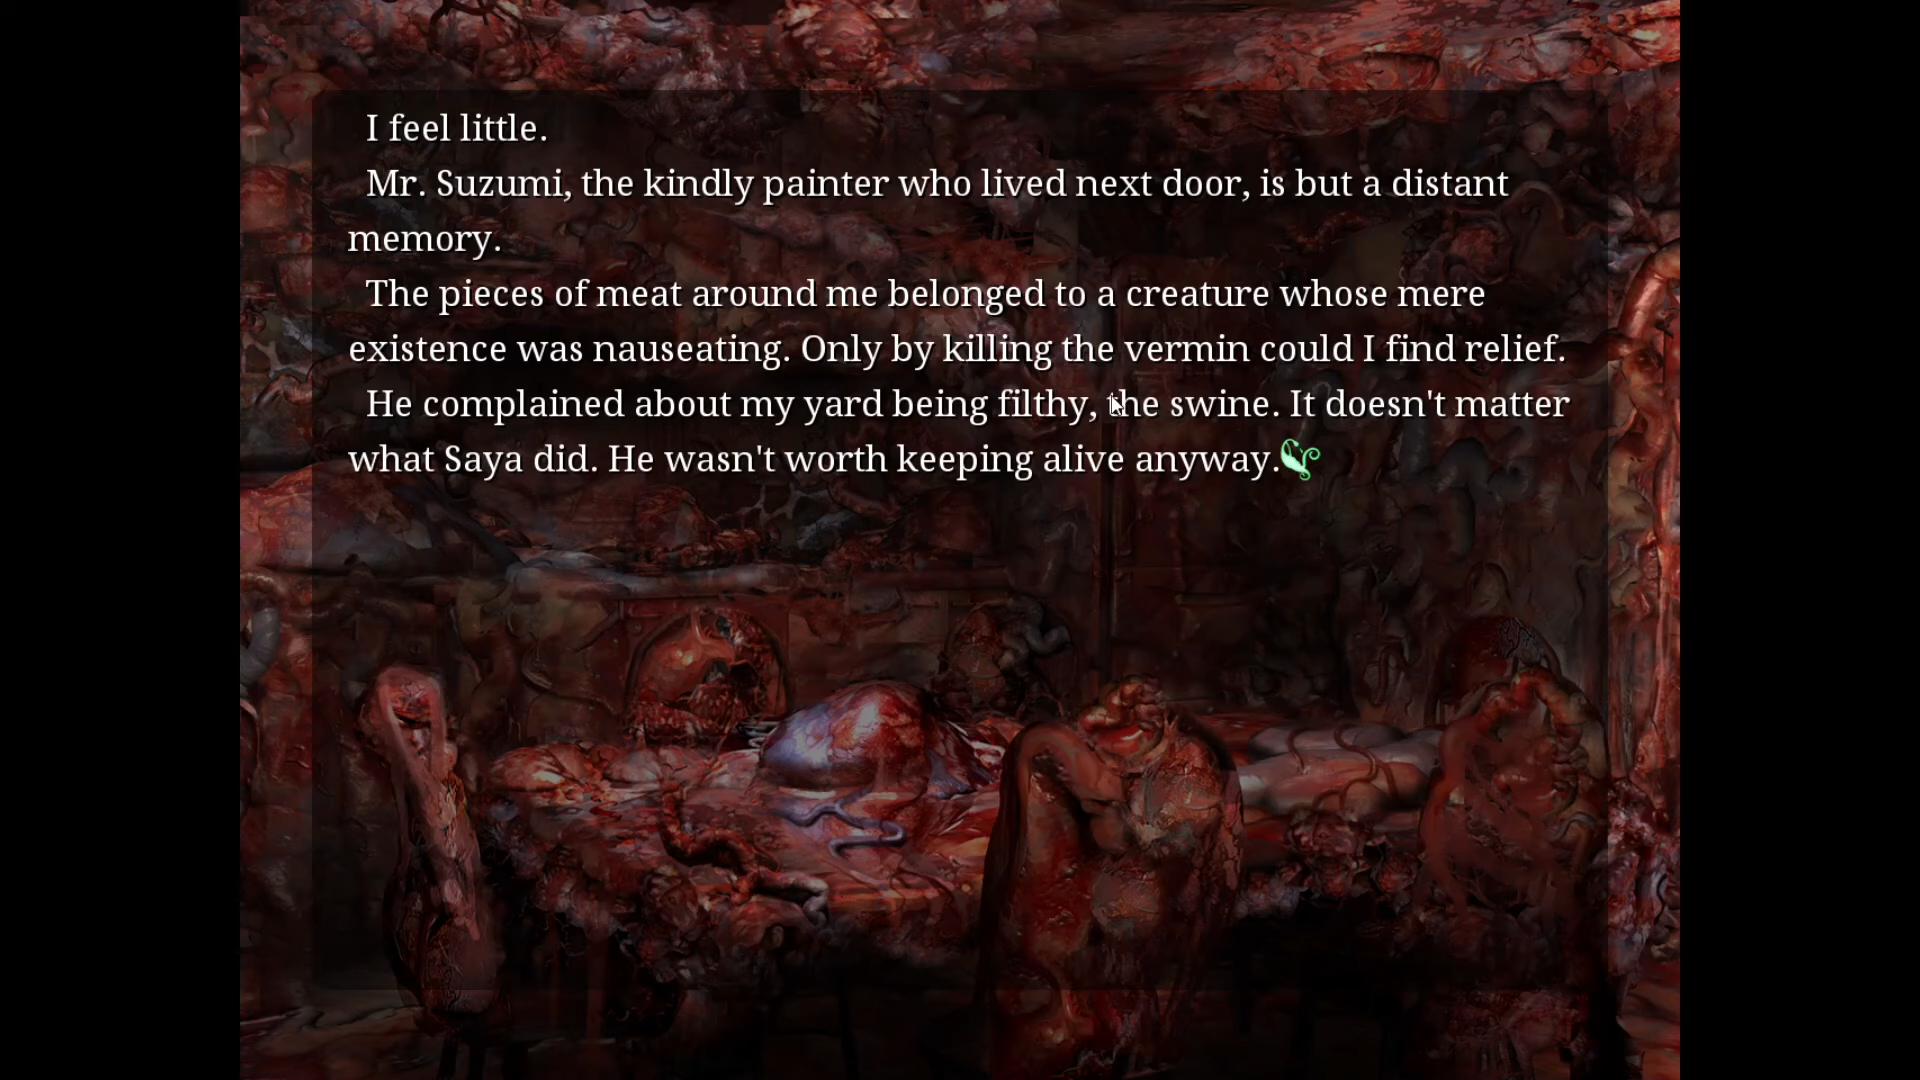 I feel little.
Mr. Suzumi, the kindly painter who lived next door, is but a distant
memory.
The pieces of meat around me belonged to a creature whose mere
existence was nauseating. Only by killing the vermin could I find relief.
He complained about my yard being filthy, the swine. It doesn't matter
what Saya did. He wasn't worth keeping alive anyway.